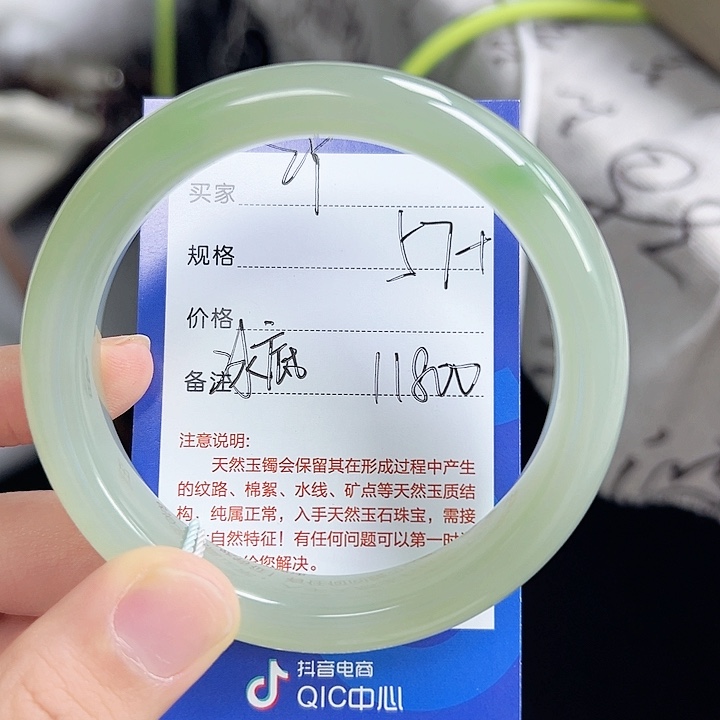 买家
规格 57+
价格
备注 冰底 11800
注意说明:
天然玉镯会保留其在形成过程中产生
的纹路、棉絮、水线、矿点等天然玉质结
构,纯属正常,入手天然玉石珠宝,需接
自然特征!有任何问题可以第一时
给您解决。
抖音电商
QIC中心